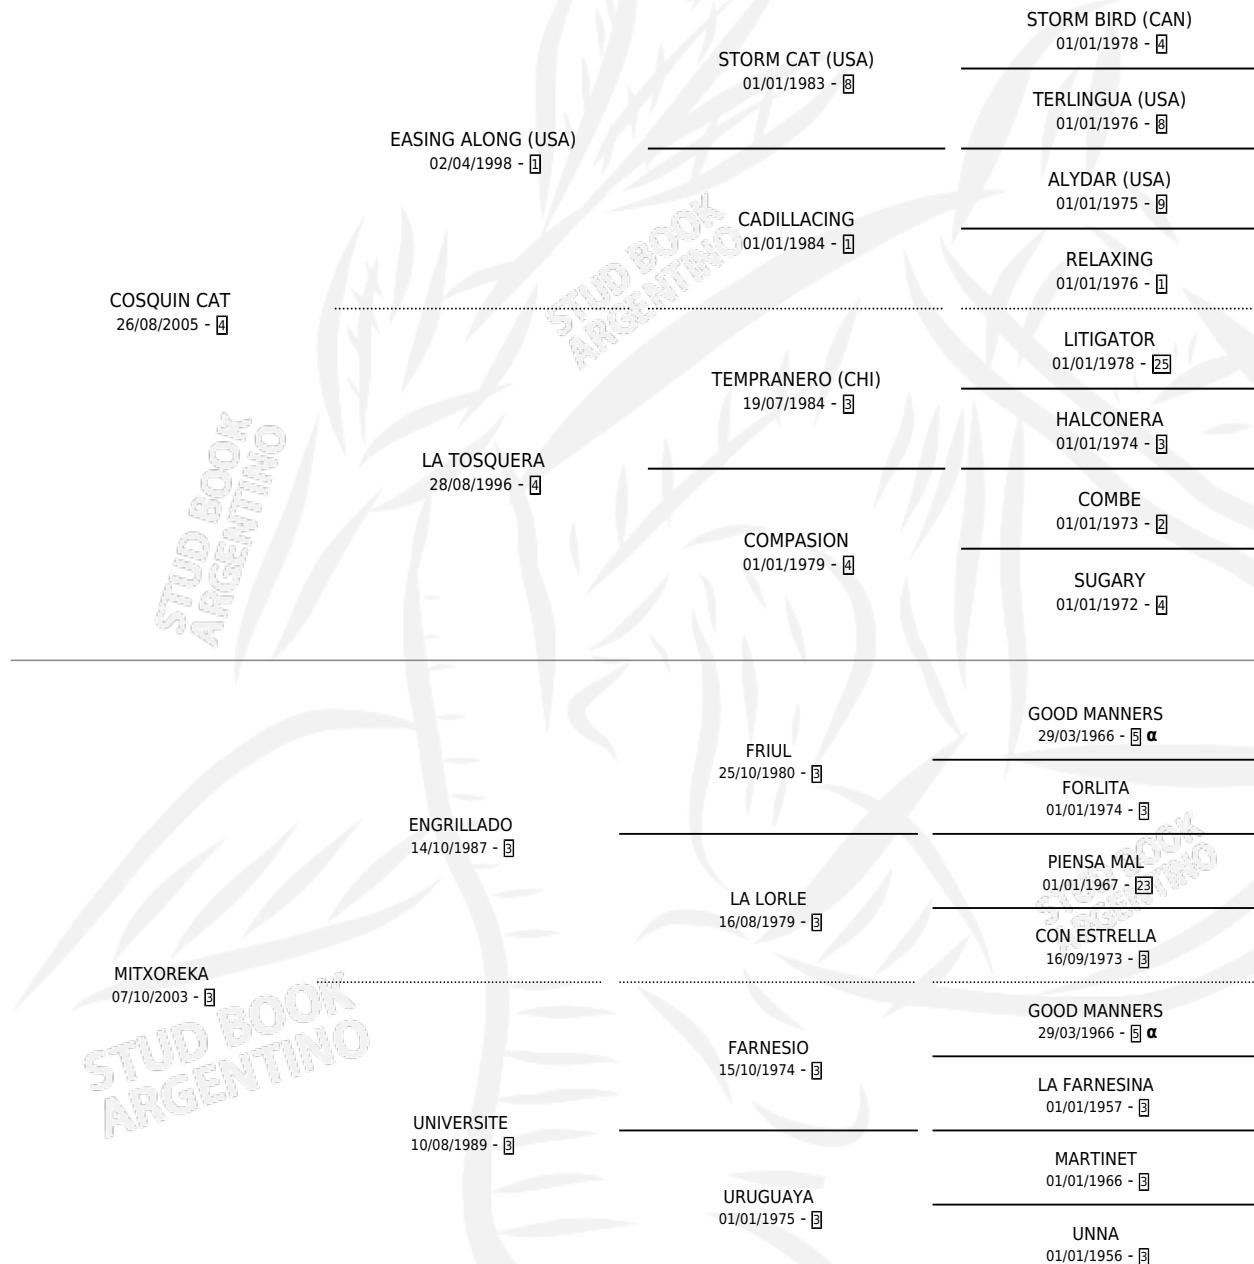 STORM BIRD (CAN)
01/01/1978 - 4
STORM CAT (USA)
01/01/1983 - 8
TERLINGUA (USA)
01/01/1976 - 8
EASING ALONG (USA)
02/04/1998 - 1
ALYDAR (USA)
01/01/1975 - 9
CADILLACING
01/01/1984 - 1
RELAXING
01/01/1976 - 1
COSQUIN CAT
26/08/2005 - 4
LITIGATOR
01/01/1978 - 25
TEMPRANERO (CHI)
19/07/1984 - 3
HALCONERA
01/01/1974 - 3
LA TOSQUERA
28/08/1996 - 4
COMBE
01/01/1973 - 2
COMPASION
01/01/1979 - 4
SUGARY
01/01/1972 - 4
GOOD MANNERS
29/03/1966 - 5 α
FRIUL
25/10/1980 - 3
FORLITA
01/01/1974 - 3
ENGRILLADO
14/10/1987 - 3
PIENSA MAL
01/01/1967 - 23
LA LORLE
16/08/1979 - 3
CON ESTRELLA
16/09/1973 - 3
MITXOREKA
07/10/2003 - 3
GOOD MANNERS
29/03/1966 - 5 α
FARNESIO
15/10/1974 - 3
LA FARNESINA
01/01/1957 - 3
UNIVERSITE
10/08/1989 - 3
MARTINET
01/01/1966 - 3
URUGUAYA
01/01/1975 - 3
UNNA
01/01/1956 - 3
STUD BOOK
ARGENTINO
STUD BOOK
ARGENTINO
STUD BOOK
ARGENTINO
STUD BOOK
ARGENTINO